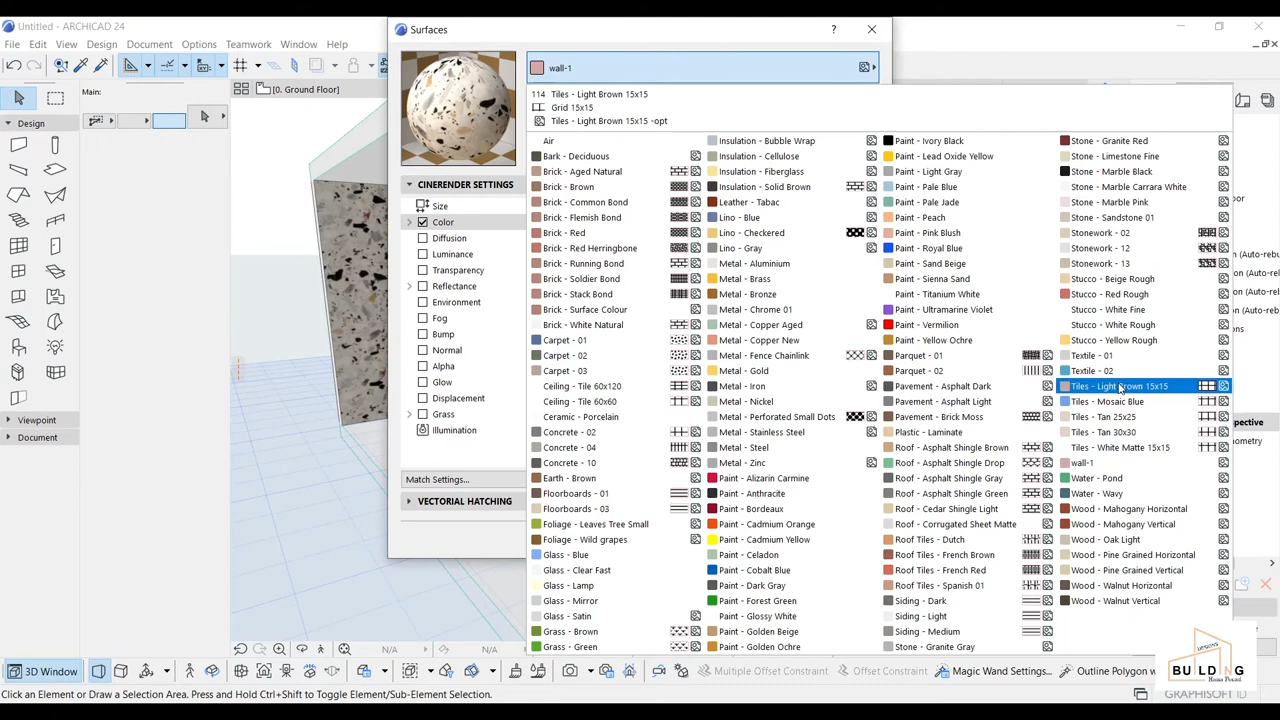 Untitled - ARCHICAD 24
File Edit View Design Document Options Teamwork Window Help
Main:
[0. Ground Floor]
Design
Viewpoint
Document
Surfaces
?
wall-1
CINERENDER SETTINGS
Size
Color
Diffusion
Luminance
Transparency
Reflectance
Environment
Fog
Bump
Normal
Alpha
Glow
Displacement
Grass
Illumination
Match Settings...
VECTORIAL HATCHING
114 Tiles - Light Brown 15x15
Grid 15x15
Tiles - Light Brown 15x15 -opt
Air
Bark - Deciduous
Brick - Aged Natural
Brick - Brown
Brick - Common Bond
Brick - Flemish Bond
Brick - Red
Brick - Red Herringbone
Brick - Running Bond
Brick - Soldier Bond
Brick - Stack Bond
Brick - Surface Colour
Brick - White Natural
Carpet - 01
Carpet - 02
Carpet - 03
Ceiling - Tile 60x120
Ceiling - Tile 60x60
Ceramic - Porcelain
Concrete - 02
Concrete - 04
Concrete - 10
Earth - Brown
Floorboards - 01
Floorboards - 03
Foliage - Leaves Tree Small
Foliage - Wild grapes
Glass - Blue
Glass - Clear Fast
Glass - Lamp
Glass - Mirror
Glass - Satin
Grass - Brown
Grass - Green
Insulation - Bubble Wrap
Insulation - Cellulose
Insulation - Fiberglass
Insulation - Solid Brown
Leather - Tabac
Lino - Blue
Lino - Checkered
Lino - Gray
Metal - Aluminium
Metal - Brass
Metal - Bronze
Metal - Chrome 01
Metal - Copper Aged
Metal - Copper New
Metal - Fence Chainlink
Metal - Gold
Metal - Iron
Metal - Nickel
Metal - Perforated Small Dots
Metal - Stainless Steel
Metal - Steel
Metal - Zinc
Paint - Alizarin Carmine
Paint - Anthracite
Paint - Bordeaux
Paint - Cadmium Orange
Paint - Cadmium Yellow
Paint - Celadon
Paint - Cobalt Blue
Paint - Dark Gray
Paint - Forest Green
Paint - Glossy White
Paint - Golden Beige
Paint - Golden Ochre
Paint - Ivory Black
Paint - Lead Oxide Yellow
Paint - Light Gray
Paint - Pale Blue
Paint - Pale Jade
Paint - Peach
Paint - Pink Blush
Paint - Royal Blue
Paint - Sand Beige
Paint - Sienna Sand
Paint - Titanium White
Paint - Ultramarine Violet
Paint - Vermilion
Paint - Yellow Ochre
Parquet - 01
Parquet - 02
Pavement - Asphalt Dark
Pavement - Asphalt Light
Pavement - Brick Moss
Plastic - Laminate
Roof - Asphalt Shingle Brown
Roof - Asphalt Shingle Drop
Roof - Asphalt Shingle Gray
Roof - Asphalt Shingle Green
Roof - Cedar Shingle Light
Roof - Corrugated Sheet Matte
Roof Tiles - Dutch
Roof Tiles - French Brown
Roof Tiles - French Red
Roof Tiles - Spanish 01
Siding - Dark
Siding - Light
Siding - Medium
Stone - Granite Gray
Stone - Granite Red
Stone - Limestone Fine
Stone - Marble Black
Stone - Marble Carrara White
Stone - Marble Pink
Stone - Sandstone 01
Stonework - 02
Stonework - 12
Stonework - 13
Stucco - Beige Rough
Stucco - Red Rough
Stucco - White Fine
Stucco - White Rough
Stucco - Yellow Rough
Textile - 01
Textile - 02
Tiles - Light Brown 15x15
Tiles - Mosaic Blue
Tiles - Tan 25x25
Tiles - Tan 30x30
Tiles - White Matte 15x15
wall-1
Water - Pond
Water - Wavy
Wood - Mahogany Horizontal
Wood - Mahogany Vertical
Wood - Oak Light
Wood - Pine Grained Horizontal
Wood - Pine Grained Vertical
Wood - Walnut Horizontal
Wood - Walnut Vertical
(Auto-rebu
N/A N/A
3D Window
Multiple Offset Constraint Offset Constraint Magic Wand Settings... Outline Polygon w
Click an Element or Draw a Selection Area. Press and Hold Ctrl+Shift to Toggle Element/Sub-Element Selection.
DESIGNS
BUILDING
GRAPHISOFT ID